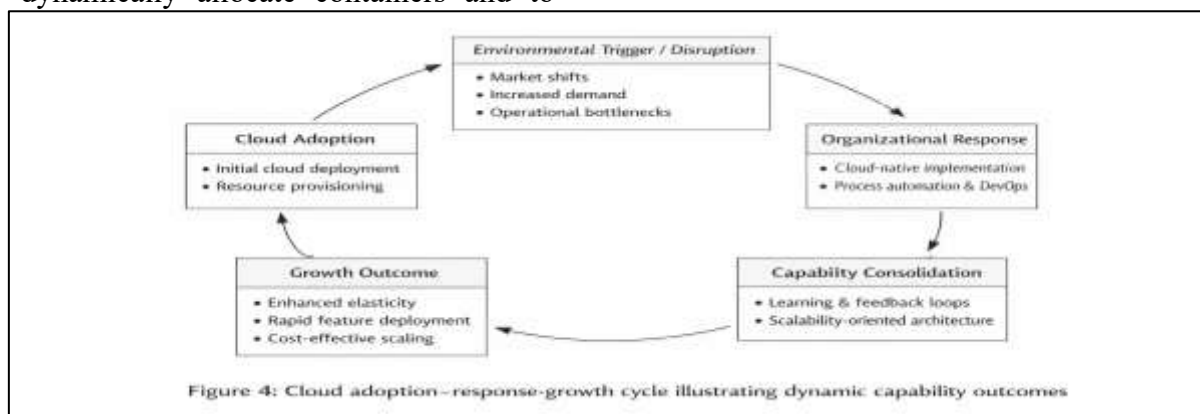 dynamically allocate containers and to
Environmental Trigger / Disruption
• Market shifts
• Increased demand
• Operational bottlenecks
Cloud Adoption
• Initial cloud deployment
• Resource provisioning
Organizational Response
• Cloud-native implementation
• Process automation & DevOps
Growth Outcome
• Enhanced elasticity
• Rapid feature deployment
• Cost-effective scaling
Capabiity Consolidation
• Learning & feedback loops
• Scalability-oriented architecture
Figure 4: Cloud adoption–response-growth cycle illustrating dynamic capability outcomes